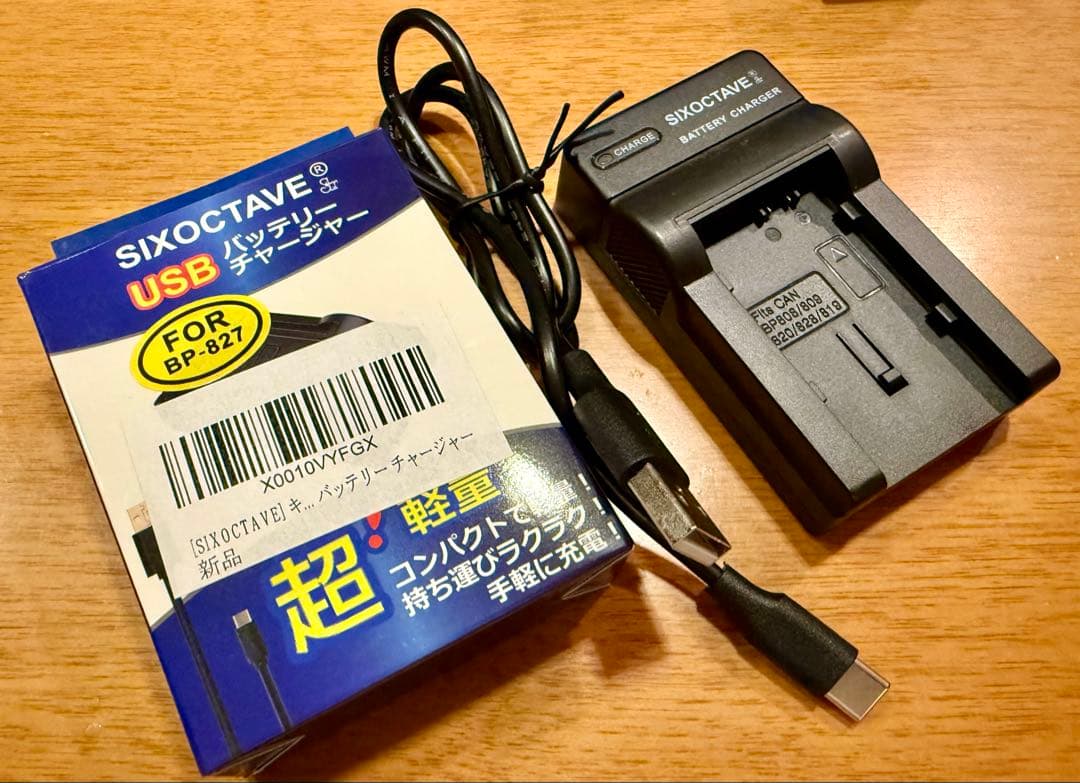 SIXOCTAVE®
USB バッテリー
チャージャー
FOR
BP-827
X0010VYFGX
[SIXOCTAVE] キ... バッテリーチャージャー
新品
超!軽量
コンパクトで
持ち運びラクラク!
手軽に充電!
CHARGE
SIXOCTAVE
BATTERY CHARGER
Fits CAN
BP808/809
820/828/819